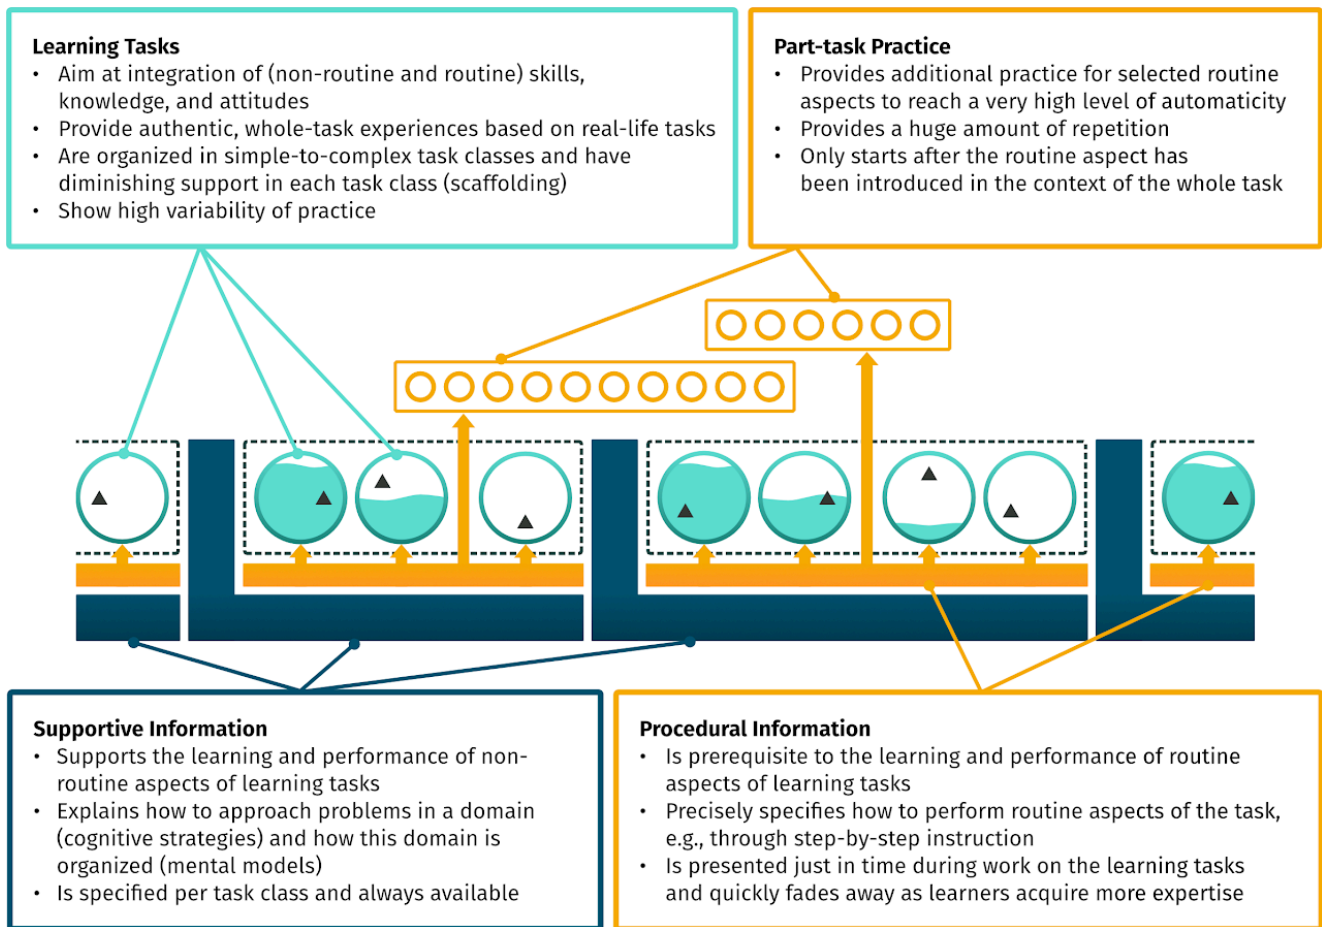 Learning Tasks
• Aim at integration of (non-routine and routine) skills,
knowledge, and attitudes
• Provide authentic, whole-task experiences based on real-life tasks
• Are organized in simple-to-complex task classes and have
diminishing support in each task class (scaffolding)
• Show high variability of practice
Part-task Practice
• Provides additional practice for selected routine
aspects to reach a very high level of automaticity
• Provides a huge amount of repetition
• Only starts after the routine aspect has
been introduced in the context of the whole task
Supportive Information
• Supports the learning and performance of non-
routine aspects of learning tasks
• Explains how to approach problems in a domain
(cognitive strategies) and how this domain is
organized (mental models)
• Is specified per task class and always available
Procedural Information
• Is prerequisite to the learning and performance of routine
aspects of learning tasks
• Precisely specifies how to perform routine aspects of the task,
e.g., through step-by-step instruction
• Is presented just in time during work on the learning tasks
and quickly fades away as learners acquire more expertise